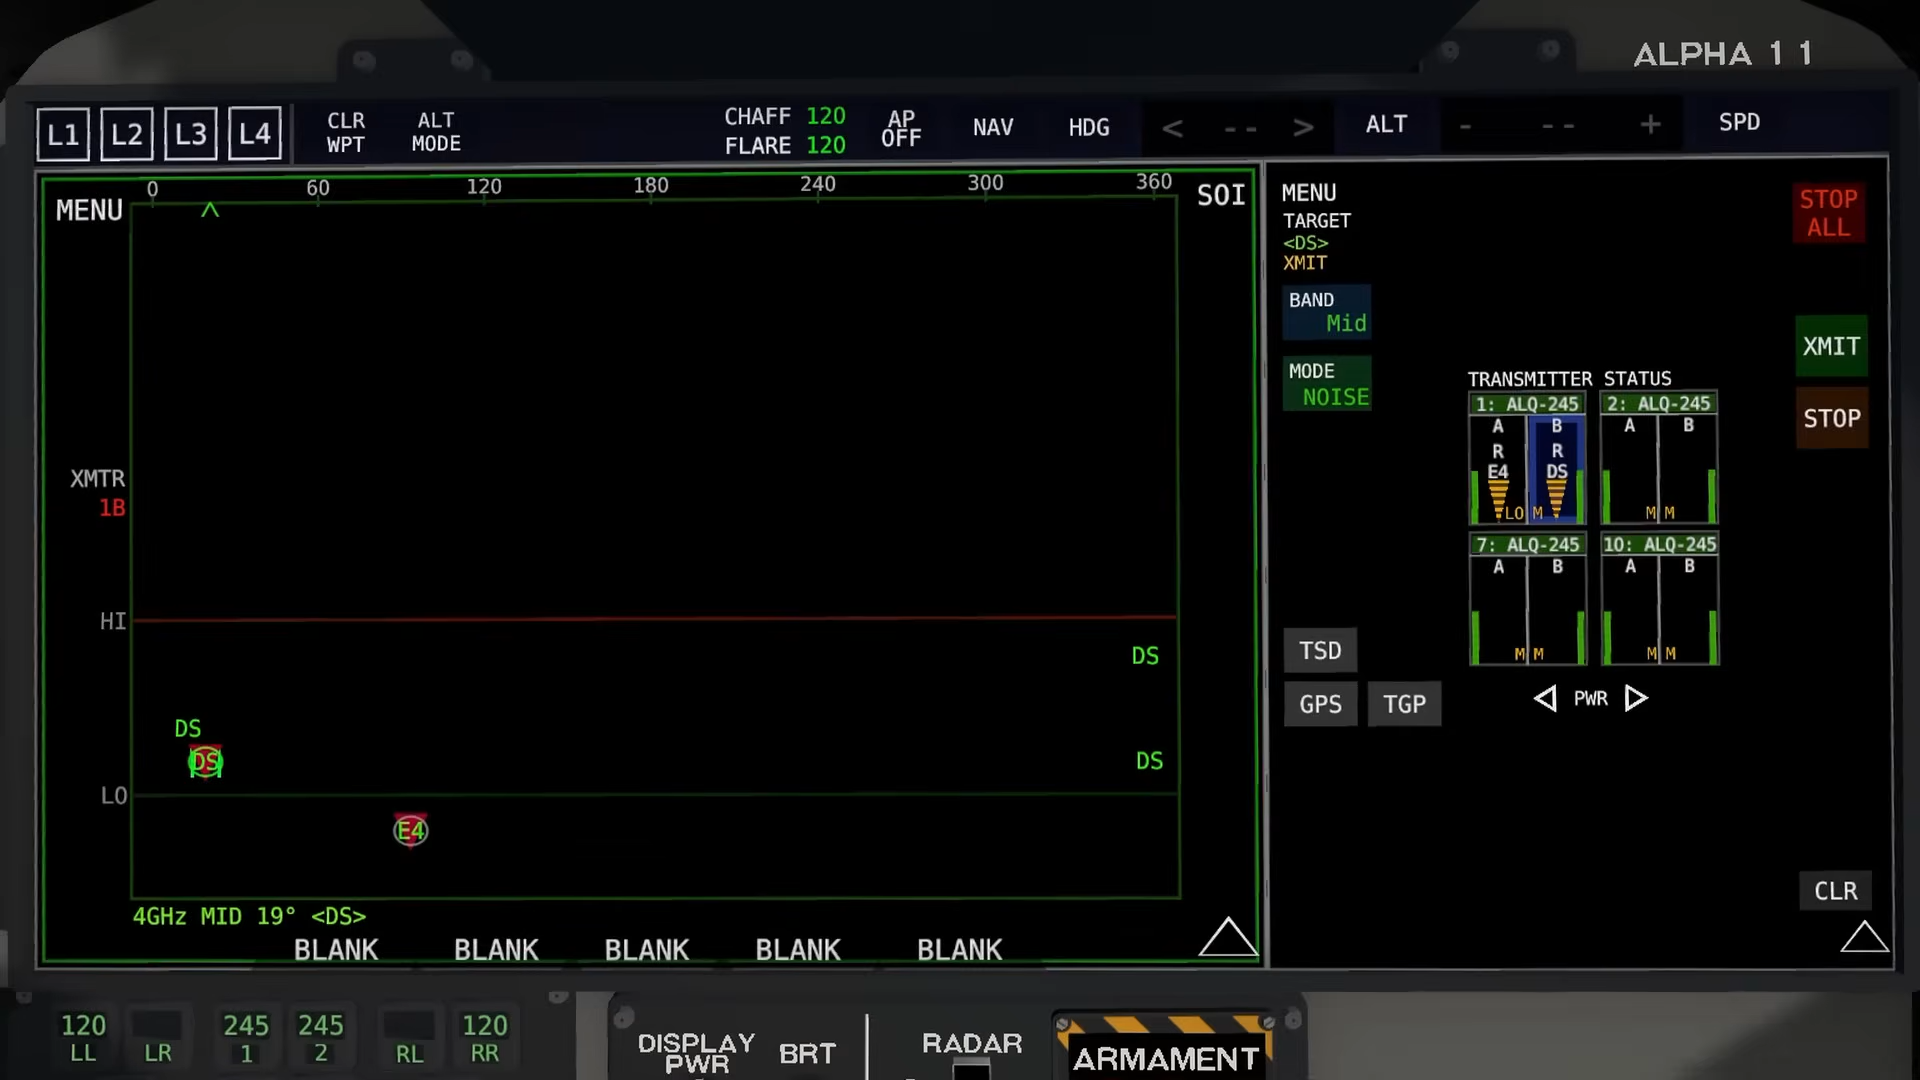 ALPHA 11
L1 L2 L3 L4
CLR WPT
ALT MODE
CHAFF 120
FLARE 120
AP OFF
NAV
HDG
< -- >
ALT
- -- +
SPD
0 60 120 180 240 300 360
MENU
SOI
XMTR
1B
HI
DS
DS
DS
DS
LO
E4
4GHz MID 19° <DS>
BLANK BLANK BLANK BLANK BLANK
MENU
TARGET
<DS>
XMIT
BAND
Mid
MODE
NOISE
STOP ALL
XMIT
STOP
TRANSMITTER STATUS
1: ALQ-245
A B
R R
E4 DS
LO M
2: ALQ-245
A B
M M
7: ALQ-245
A B
M M
10: ALQ-245
A B
M M
PWR
TSD
GPS
TGP
CLR
120 LL
LR
245 1
245 2
RL
120 RR
DISPLAY PWR
BRT
RADAR
ARMAMENT